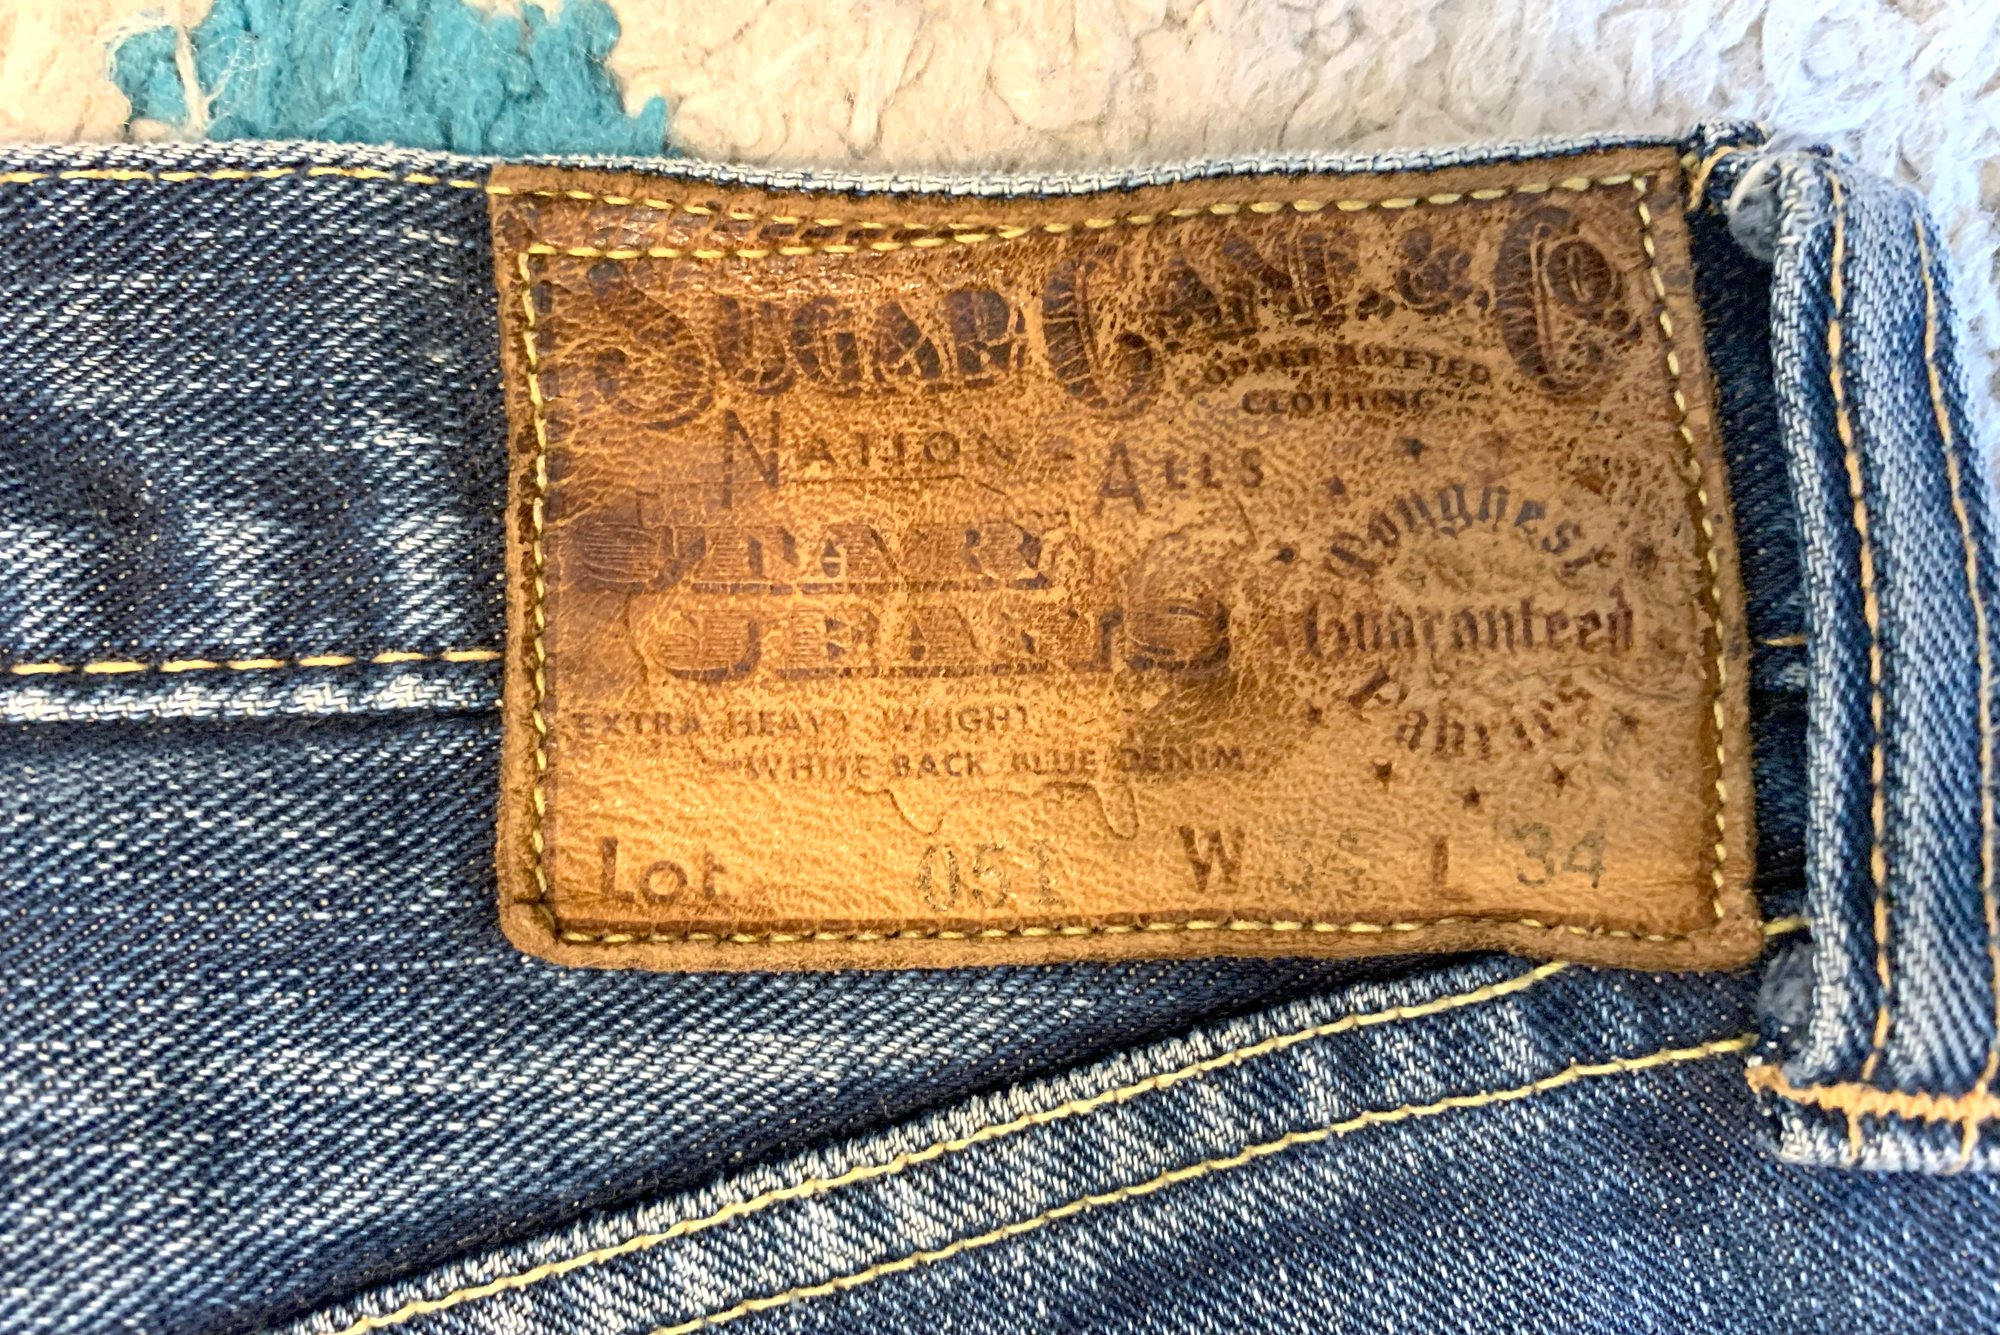 SUGAR CANE & Co.
COPPER RIVETED
CLOTHING
NATION-ALLS
STAR
JEANS
EXTRA HEAVY WEIGHT
WHITE BACK BLUE DENIM
Toughness
Guaranteed
Fabrics
Lot 051 W L 34